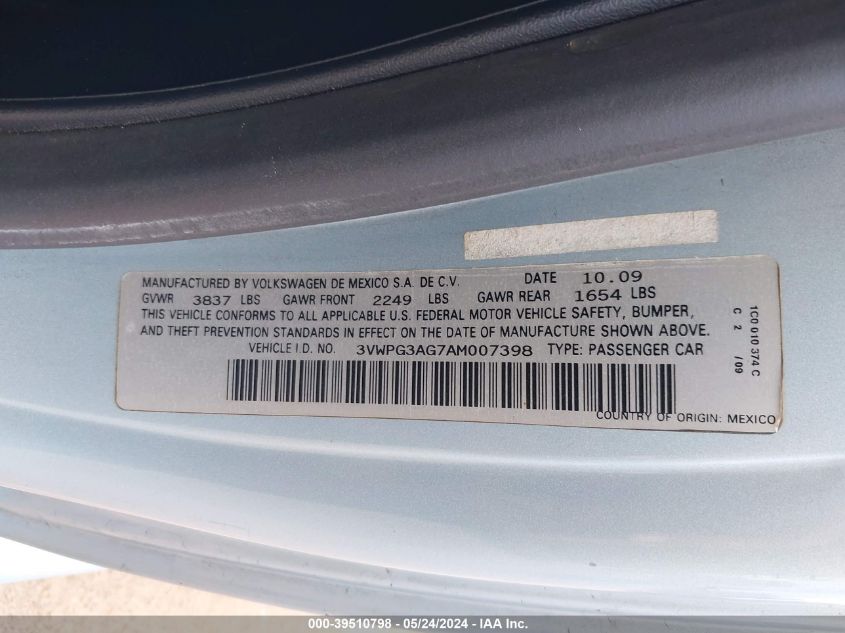 MANUFACTURED BY VOLKSWAGEN DE MEXICO S.A. DE C.V. DATE 10.09
GVWR 3837 LBS GAWR FRONT 2249 LBS GAWR REAR 1654 LBS
THIS VEHICLE CONFORMS TO ALL APPLICABLE U.S. FEDERAL MOTOR VEHICLE SAFETY, BUMPER,
AND THEFT PREVENTION STANDARDS IN EFFECT ON THE DATE OF MANUFACTURE SHOWN ABOVE.
VEHICLE I.D. NO. 3VWPG3AG7AM007398 TYPE: PASSENGER CAR
COUNTRY OF ORIGIN: MEXICO
1C0 010 374 C
C 2 /09
000-39510798 - 05/24/2024 - IAA Inc.